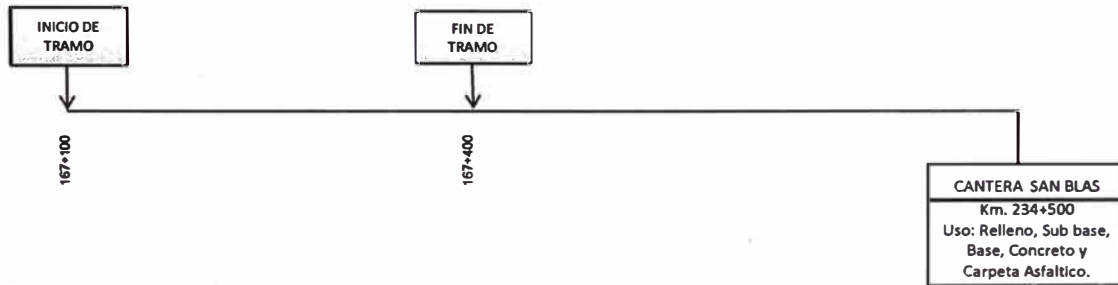 INICIO DE
TRAMO
FIN DE
TRAMO
167+100
167+400
CANTERA SAN BLAS
Km. 234+500
Uso: Relleno, Sub base,
Base, Concreto y
Carpeta Asfaltico.